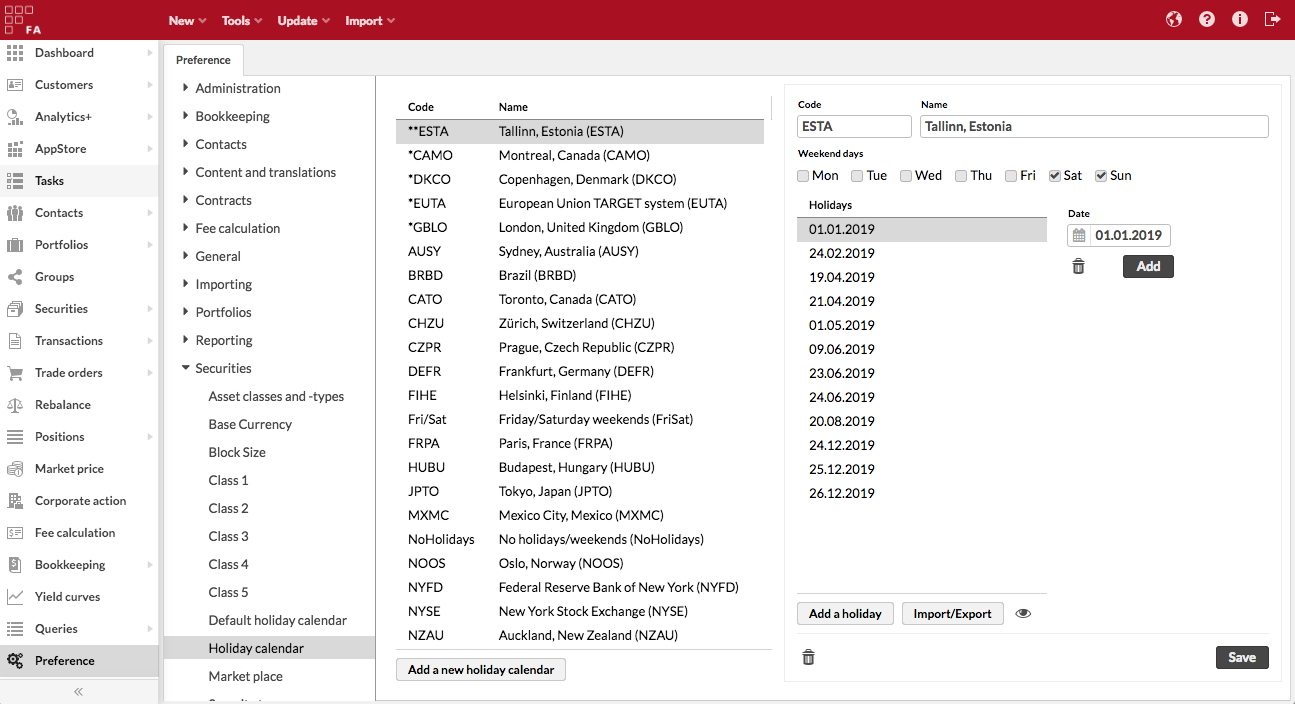 FA
New Tools Update Import
Dashboard
Customers
Analytics+
AppStore
Tasks
Contacts
Portfolios
Groups
Securities
Transactions
Trade orders
Rebalance
Positions
Market price
Corporate action
Fee calculation
Bookkeeping
Yield curves
Queries
Preference
«
Preference
Administration
Bookkeeping
Contacts
Content and translations
Contracts
Fee calculation
General
Importing
Portfolios
Reporting
Securities
Asset classes and -types
Base Currency
Block Size
Class 1
Class 2
Class 3
Class 4
Class 5
Default holiday calendar
Holiday calendar
Market place
Code Name
**ESTA Tallinn, Estonia (ESTA)
*CAMO Montreal, Canada (CAMO)
*DKCO Copenhagen, Denmark (DKCO)
*EUTA European Union TARGET system (EUTA)
*GBLO London, United Kingdom (GBLO)
AUSY Sydney, Australia (AUSY)
BRBD Brazil (BRBD)
CATO Toronto, Canada (CATO)
CHZU Zürich, Switzerland (CHZU)
CZPR Prague, Czech Republic (CZPR)
DEFR Frankfurt, Germany (DEFR)
FIHE Helsinki, Finland (FIHE)
Fri/Sat Friday/Saturday weekends (FriSat)
FRPA Paris, France (FRPA)
HUBU Budapest, Hungary (HUBU)
JPTO Tokyo, Japan (JPTO)
MXMC Mexico City, Mexico (MXMC)
NoHolidays No holidays/weekends (NoHolidays)
NOOS Oslo, Norway (NOOS)
NYFD Federal Reserve Bank of New York (NYFD)
NYSE New York Stock Exchange (NYSE)
NZAU Auckland, New Zealand (NZAU)
Add a new holiday calendar
Code Name
ESTA Tallinn, Estonia
Weekend days
Mon Tue Wed Thu Fri Sat Sun
Holidays
01.01.2019
24.02.2019
19.04.2019
21.04.2019
01.05.2019
09.06.2019
23.06.2019
24.06.2019
20.08.2019
24.12.2019
25.12.2019
26.12.2019
Date
01.01.2019
Add
Add a holiday Import/Export
Save